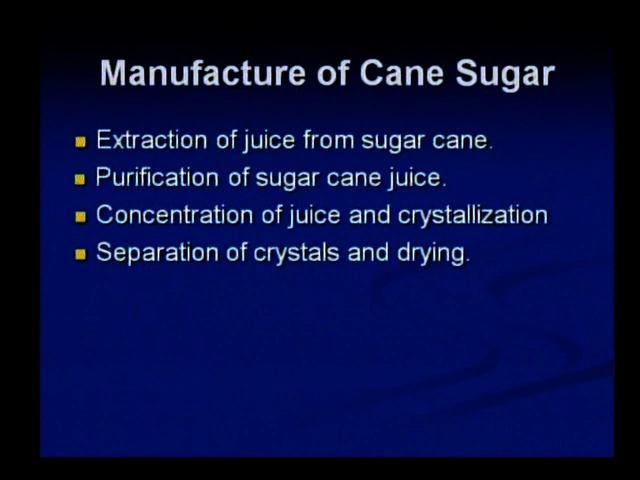 Manufacture of Cane Sugar
Extraction of juice from sugar cane.
Purification of sugar cane juice.
Concentration of juice and crystallization
Separation of crystals and drying.